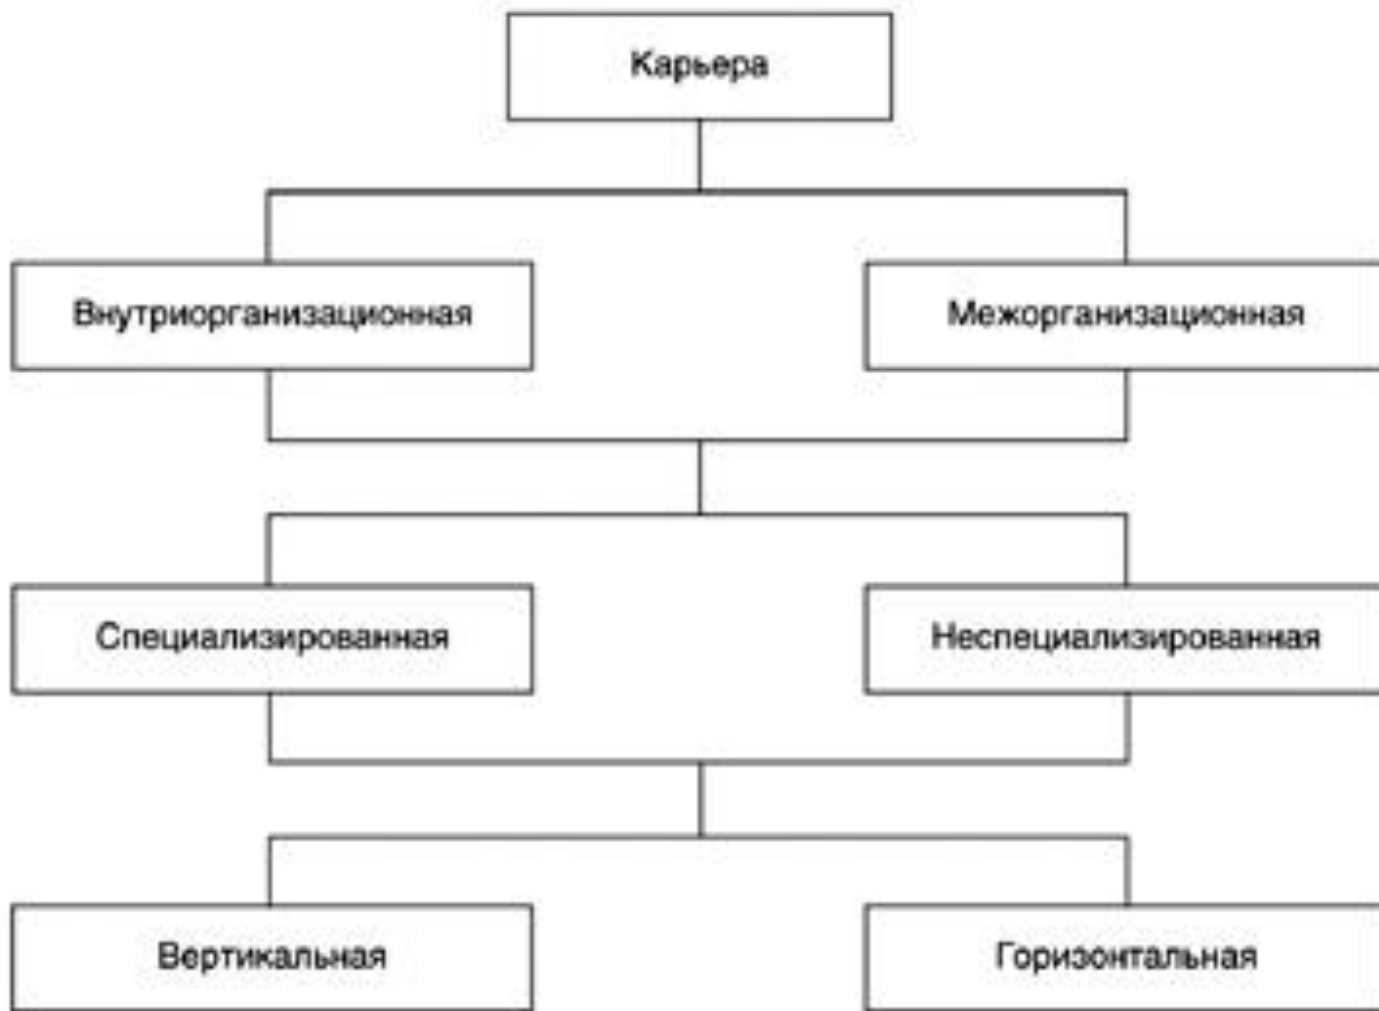 Карьера
Внутриорганизационная
Межорганизационная
Специализированная
Неспециализированная
Вертикальная
Горизонтальная